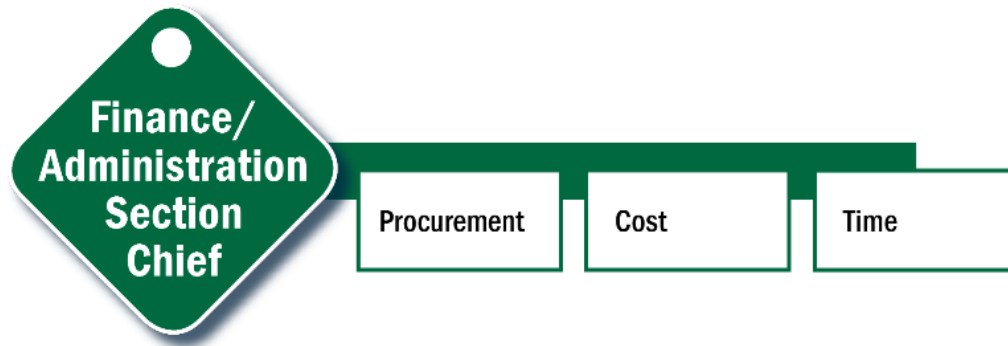 Finance/
Administration
Section
Chief
Procurement
Cost
Time